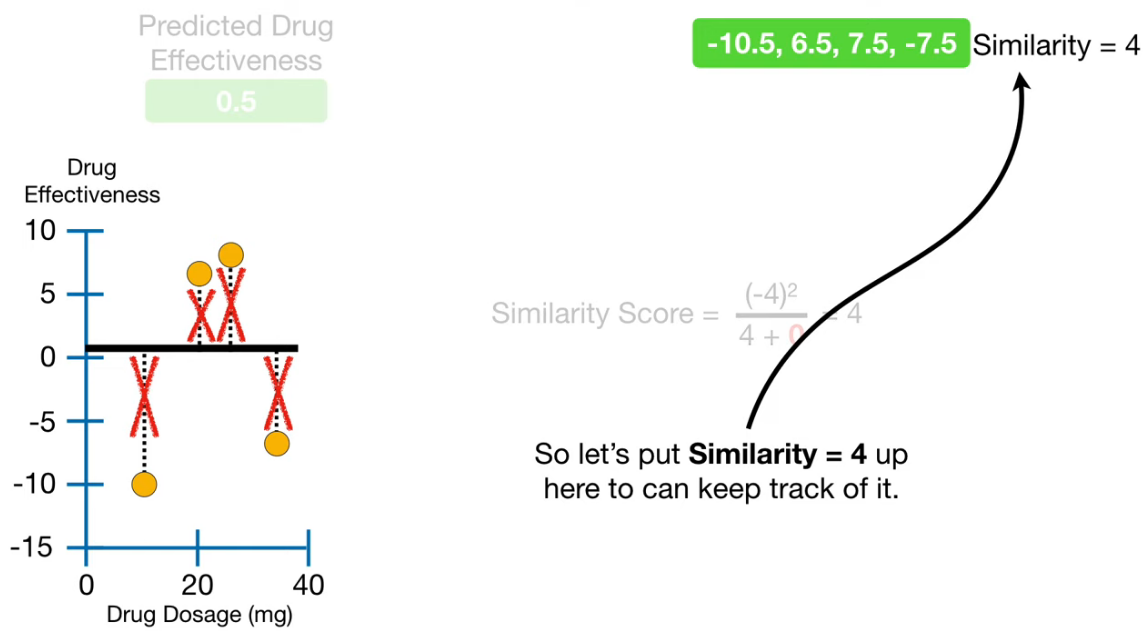 Predicted Drug
Effectiveness
0.5
-10.5, 6.5, 7.5, -7.5 Similarity = 4
Drug
Effectiveness
10
5
0
-5
-10
-15
0 20 40
Drug Dosage (mg)
Similarity Score = (-4)² / 4 + 0 = 4
So let's put Similarity = 4 up
here to can keep track of it.